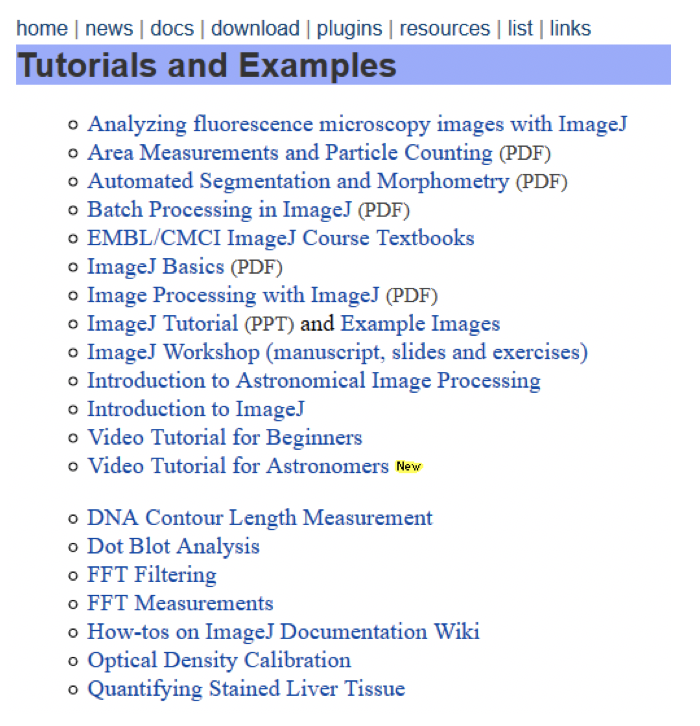 home | news | docs | download | plugins | resources | list | links
Tutorials and Examples
Analyzing fluorescence microscopy images with ImageJ
Area Measurements and Particle Counting (PDF)
Automated Segmentation and Morphometry (PDF)
Batch Processing in ImageJ (PDF)
EMBL/CMCI ImageJ Course Textbooks
ImageJ Basics (PDF)
Image Processing with ImageJ (PDF)
ImageJ Tutorial (PPT) and Example Images
ImageJ Workshop (manuscript, slides and exercises)
Introduction to Astronomical Image Processing
Introduction to ImageJ
Video Tutorial for Beginners
Video Tutorial for Astronomers New
DNA Contour Length Measurement
Dot Blot Analysis
FFT Filtering
FFT Measurements
How-tos on ImageJ Documentation Wiki
Optical Density Calibration
Quantifying Stained Liver Tissue